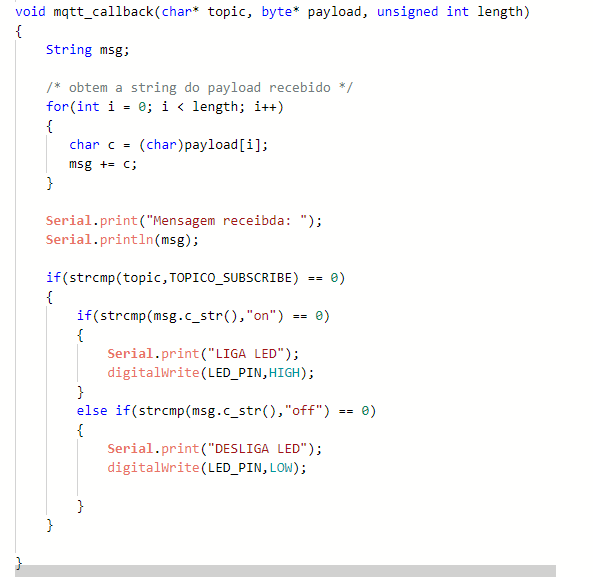 void mqtt_callback(char* topic, byte* payload, unsigned int length)
{
String msg;
/* obtem a string do payload recebido */
for(int i = 0; i < length; i++)
{
char c = (char)payload[i];
msg += c;
}
Serial.print("Mensagem receibda: ");
Serial.println(msg);
if(strcmp(topic,TOPICO_SUBSCRIBE) == 0)
{
if(strcmp(msg.c_str(),"on") == 0)
{
Serial.print("LIGA LED");
digitalWrite(LED_PIN,HIGH);
}
else if(strcmp(msg.c_str(),"off") == 0)
{
Serial.print("DESLIGA LED");
digitalWrite(LED_PIN,LOW);
}
}
}